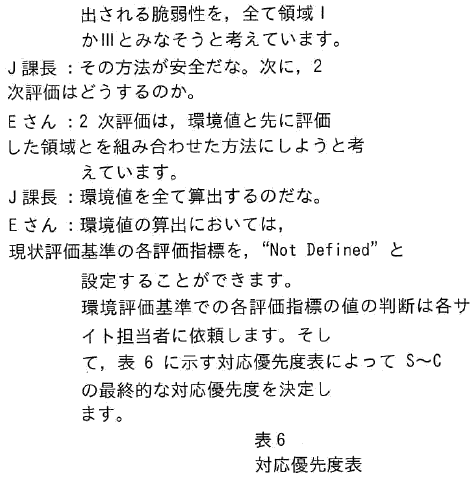 出される脆弱性を，全て領域Ⅰ
かⅢとみなそうと考えています。
J課長：その方法が安全だな。次に，2
次評価はどうするのか。
Eさん：2 次評価は，環境値と先に評価
した領域とを組み合わせた方法にしようと考
えています。
J課長：環境値を全て算出するのだな。
Eさん：環境値の算出においては，
現状評価基準の各評価指標を，“Not Defined”と
設定することができます。
環境評価基準での各評価指標の値の判断は各サ
イト担当者に依頼します。そし
て，表 6 に示す対応優先度表によって S～C
の最終的な対応優先度を決定し
ます。
表6
対応優先度表